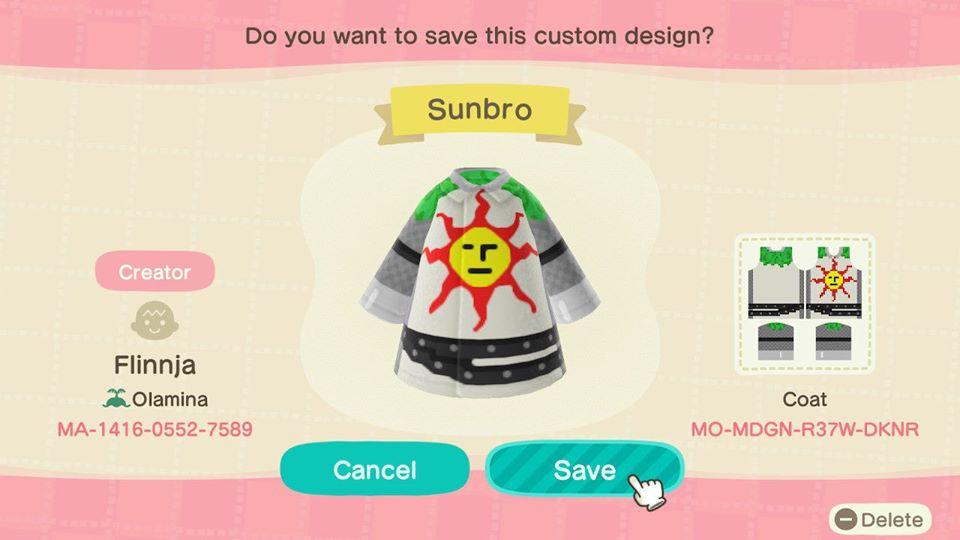 Do you want to save this custom design?
Sunbro
Creator
Flinnja
Olamina
MA-1416-0552-7589
Coat
MO-MDGN-R37W-DKNR
Cancel
Save
Delete